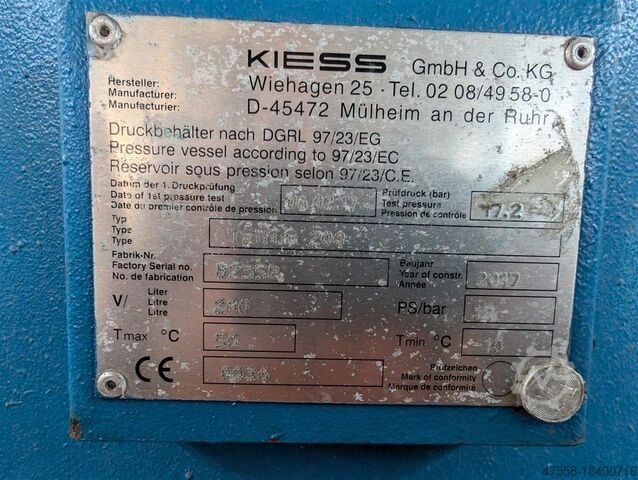 KIESS GmbH & Co. KG
Hersteller:
Manufacturer: Wiehagen 25 · Tel. 02 08/49 58-0
Manufacturier: D-45472 Mülheim an der Ruhr
Druckbehälter nach DGRL 97/23/EG
Pressure vessel according to 97/23/EC
Réservoir sous pression selon 97/23/C.E.
Datum der 1. Druckprüfung
Date of 1st pressure test
Date du premier contrôle de pression
Prüfdruck (bar)
Test pressure
Pression de contrôle
17.2
Typ
Type
Type
Fabrik-Nr.
Factory Serial no.
No. de fabrication
Baujahr
Year of constr.
Année
2017
V/ Liter
Litre
Litre
200
PS/bar
Tmax °C 50
Tmin °C
CE
Prüfzeichen
Mark of conformity
Marque de conformité
47558-18400716